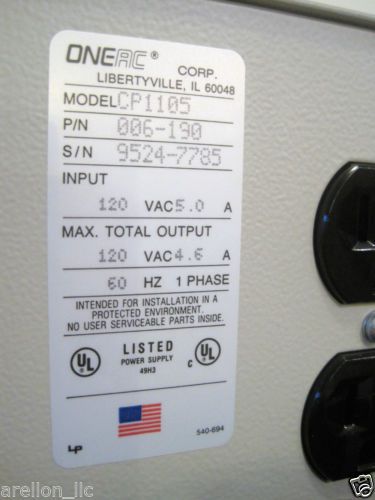 ONEAC® CORP.
LIBERTYVILLE, IL 60048
MODEL CP1105
P/N 006-190
S/N 9524-7785
INPUT
120 VAC 5.0 A
MAX. TOTAL OUTPUT
120 VAC 4.6 A
60 HZ 1 PHASE
INTENDED FOR INSTALLATION IN A
PROTECTED ENVIRONMENT.
NO USER SERVICEABLE PARTS INSIDE.
UL LISTED C UL
POWER SUPPLY
49H3
LP 540-694
arellon_llc